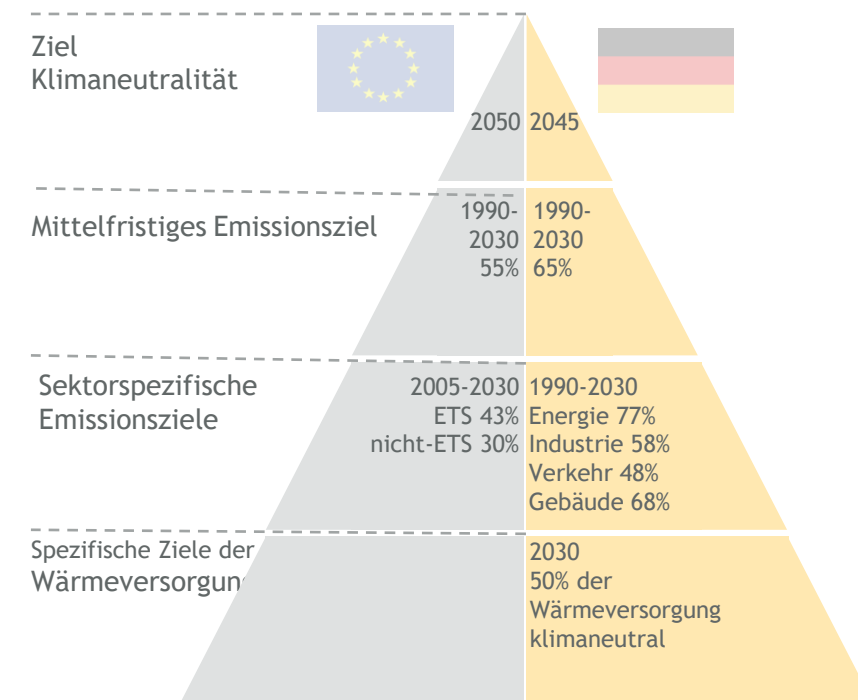 Ziel
Klimaneutralität
2050 2045
Mittelfristiges Emissionsziel
1990-
2030
55%
1990-
2030
65%
Sektorspezifische
Emissionsziele
2005-2030
ETS 43%
nicht-ETS 30%
1990-2030
Energie 77%
Industrie 58%
Verkehr 48%
Gebäude 68%
Spezifische Ziele der
Wärmeversorgung
2030
50% der
Wärmeversorgung
klimaneutral